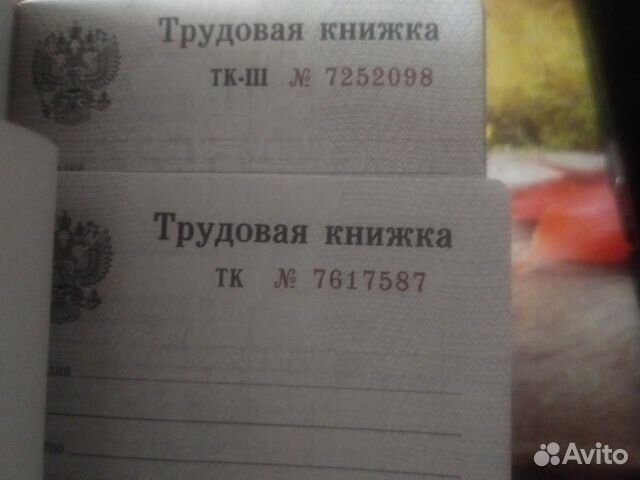 Трудовая книжка
ТК-III № 7252098
Трудовая книжка
ТК № 7617587
Avito